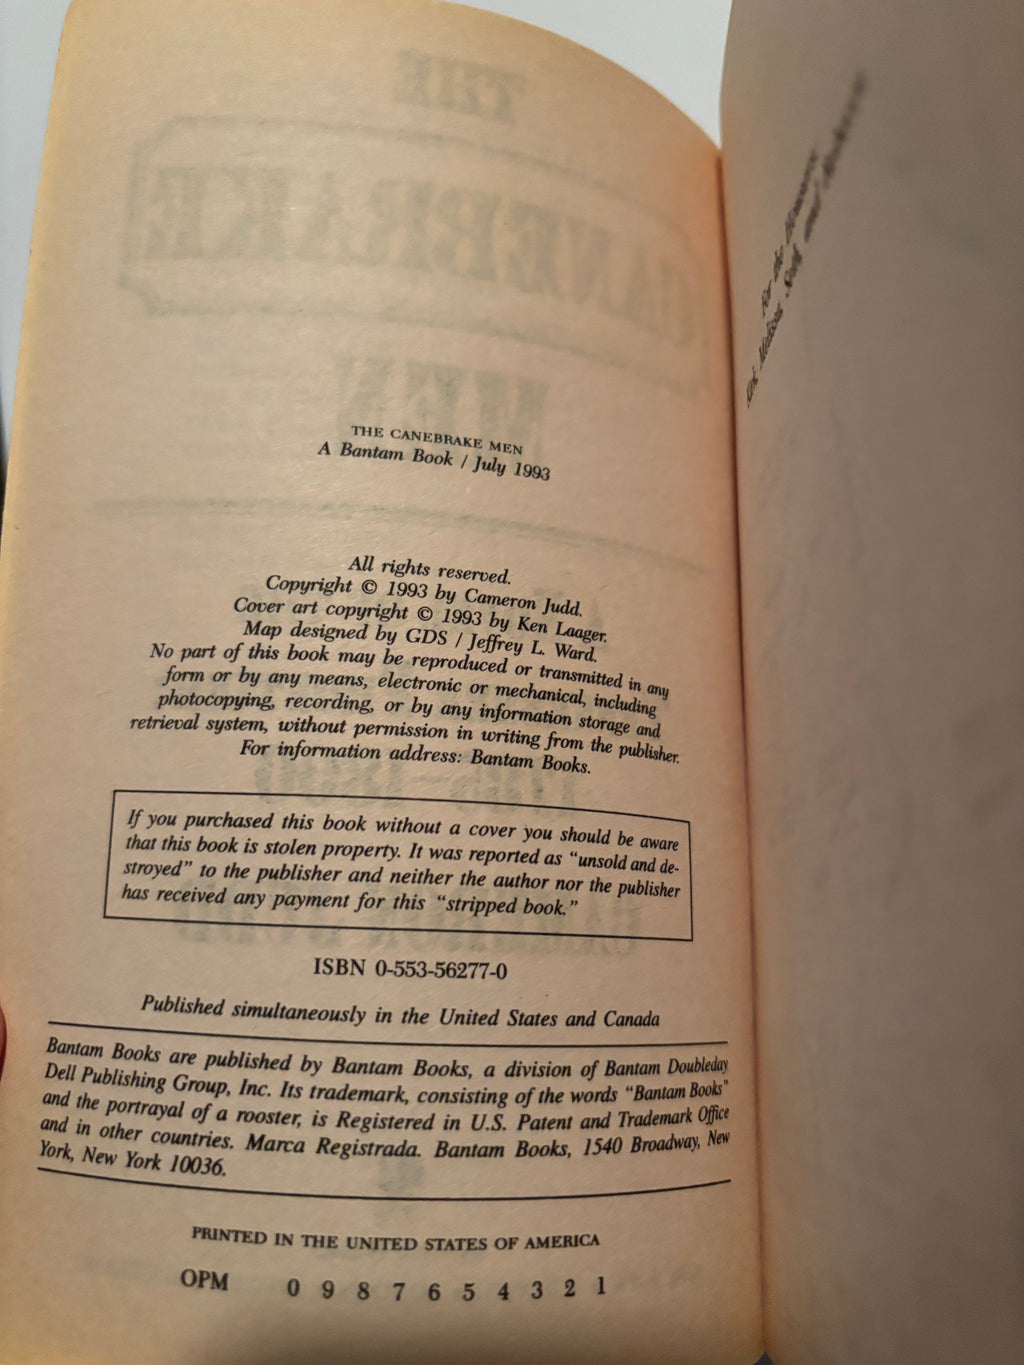 THE CANEBRAKE MEN
A Bantam Book / July 1993
All rights reserved.
Copyright © 1993 by Cameron Judd.
Cover art copyright © 1993 by Ken Laager.
Map designed by GDS / Jeffrey L. Ward.
No part of this book may be reproduced or transmitted in any
form or by any means, electronic or mechanical, including
photocopying, recording, or by any information storage and
retrieval system, without permission in writing from the publisher.
For information address: Bantam Books.
If you purchased this book without a cover you should be aware
that this book is stolen property. It was reported as “unsold and de-
stroyed” to the publisher and neither the author nor the publisher
has received any payment for this “stripped book.”
ISBN 0-553-56277-0
Published simultaneously in the United States and Canada
Bantam Books are published by Bantam Books, a division of Bantam Doubleday
Dell Publishing Group, Inc. Its trademark, consisting of the words “Bantam Books”
and the portrayal of a rooster, is Registered in U.S. Patent and Trademark Office
and in other countries. Marca Registrada. Bantam Books, 1540 Broadway, New
York, New York 10036.
PRINTED IN THE UNITED STATES OF AMERICA
OPM 0 9 8 7 6 5 4 3 2 1
For the